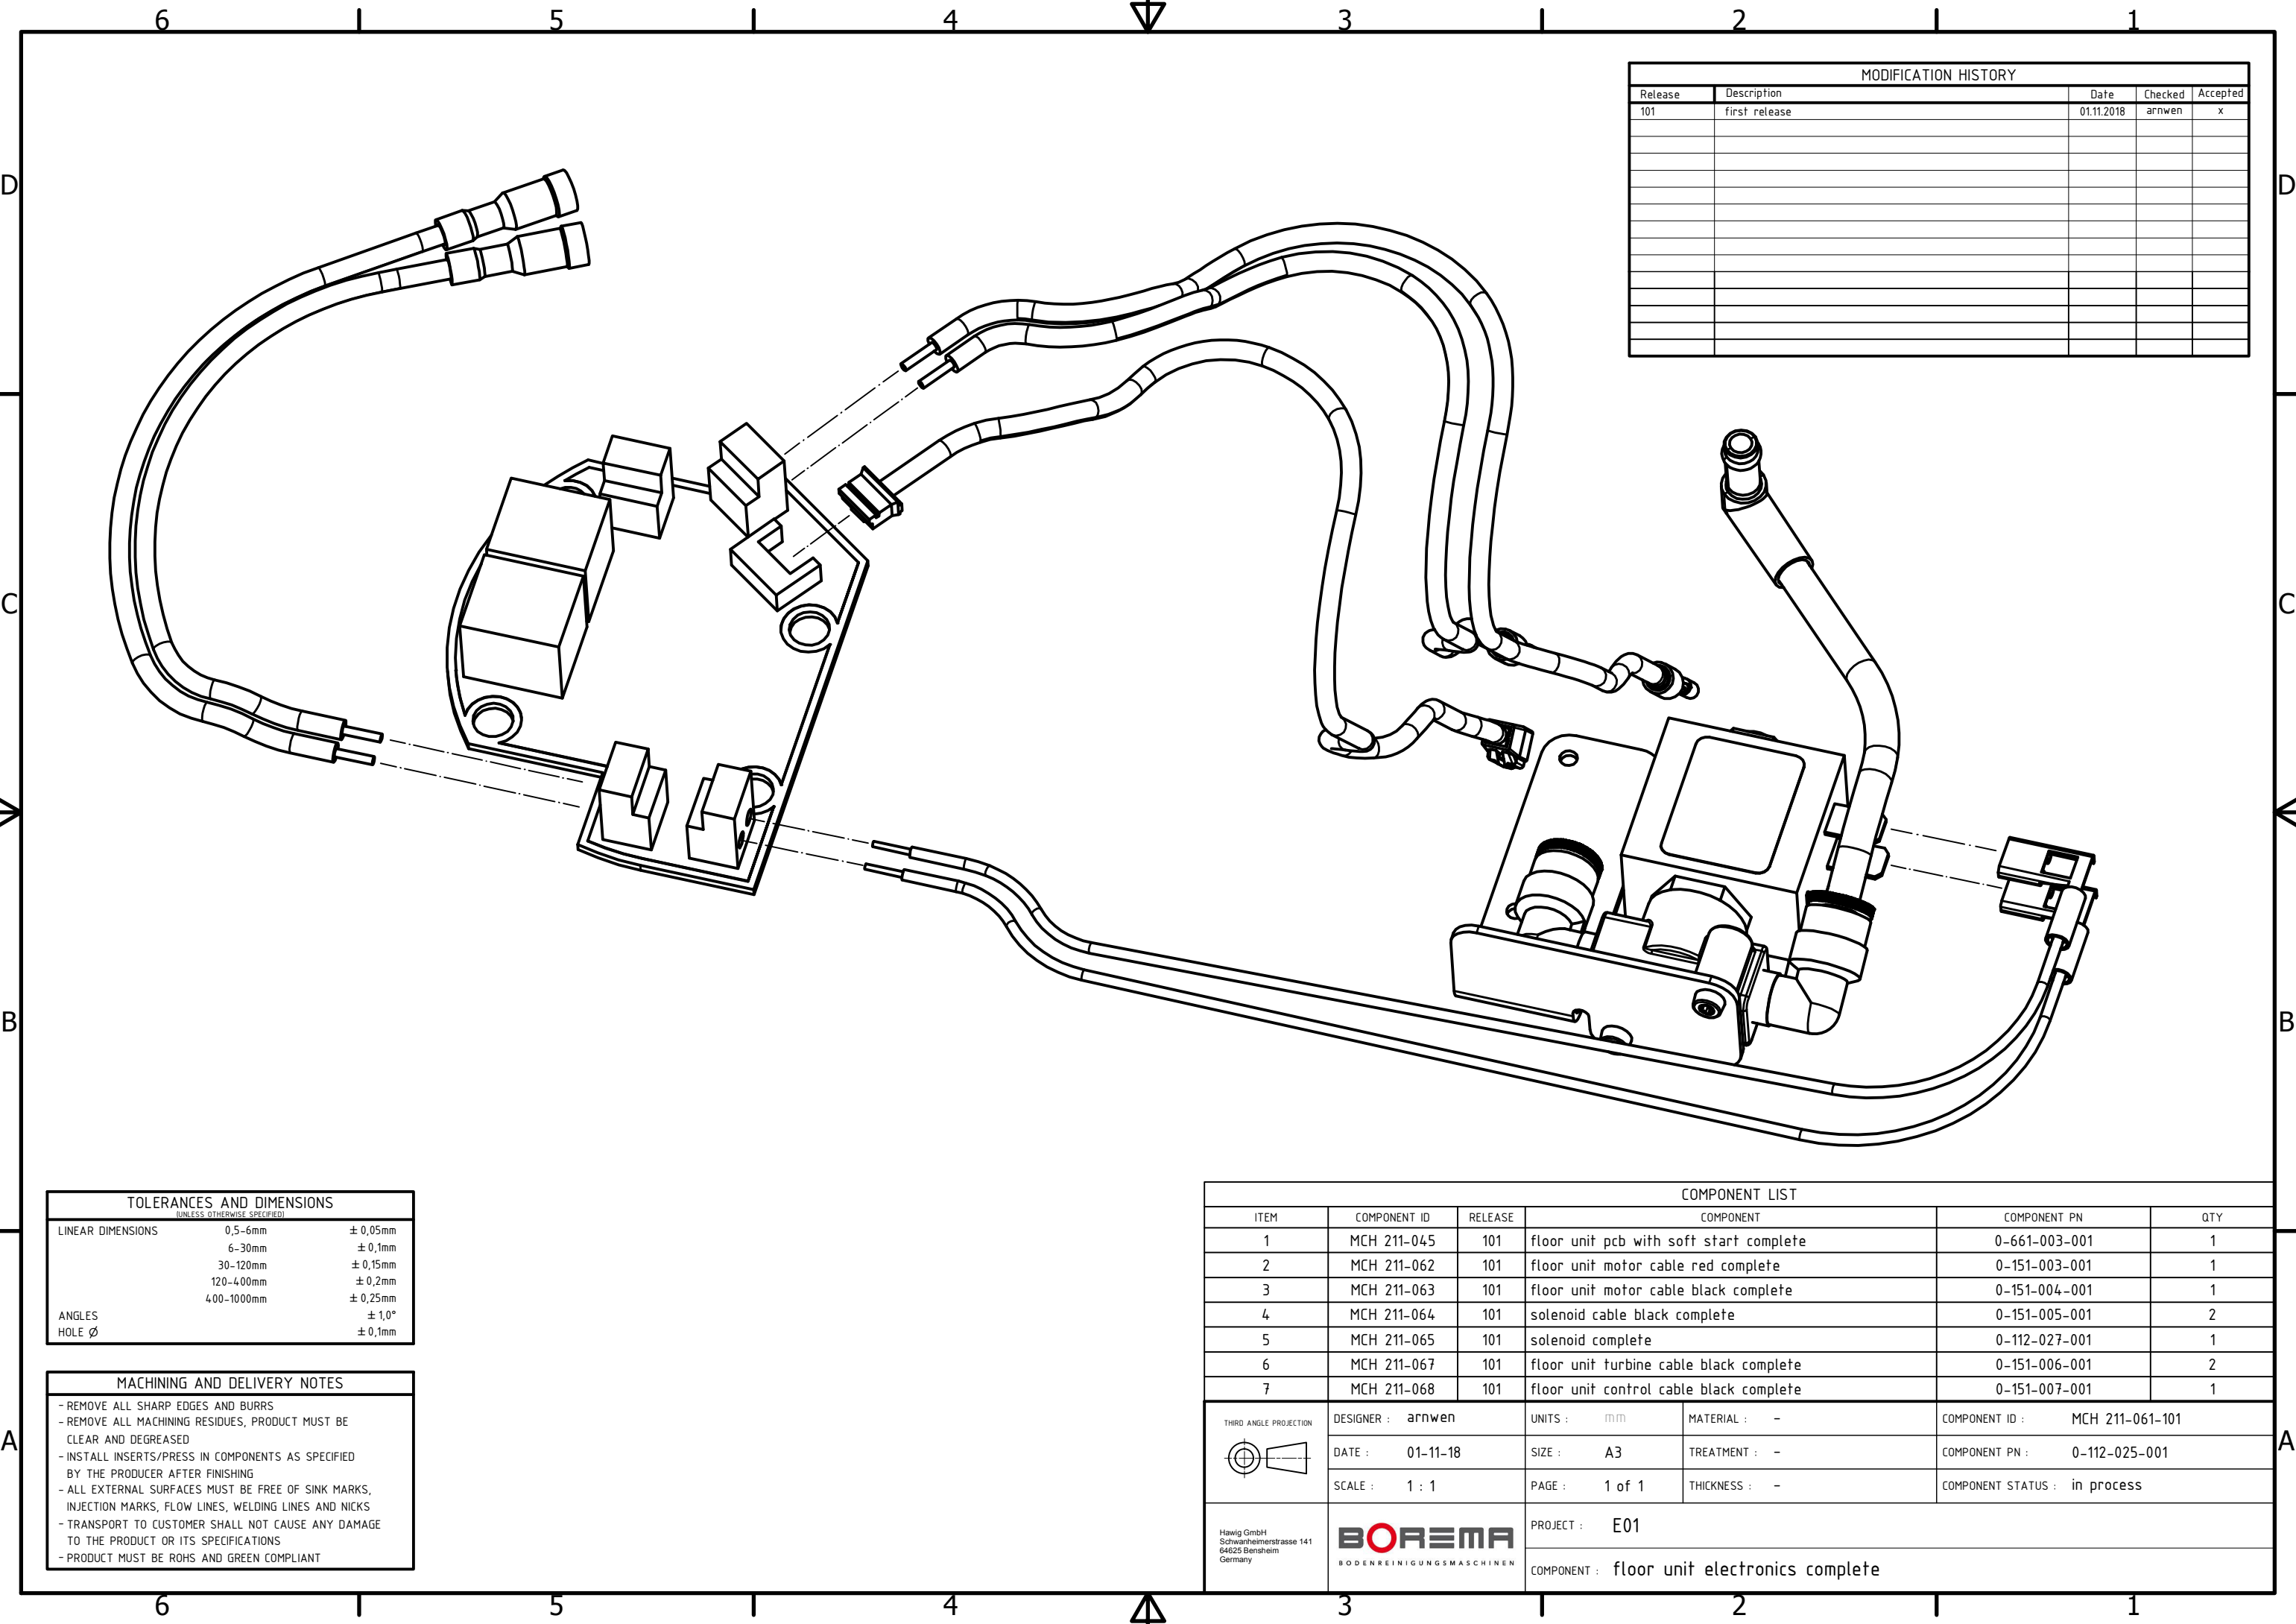 6 5 4 3 2 1
MODIFICATION HISTORY
Release Description Date Checked Accepted
101 first release 01.11.2018 arnwen x
D D
C C
B B
TOLERANCES AND DIMENSIONS
(UNLESS OTHERWISE SPECIFIED)
LINEAR DIMENSIONS 0,5-6mm ± 0,05mm
6-30mm ± 0,1mm
30-120mm ± 0,15mm
120-400mm ± 0,2mm
400-1000mm ± 0,25mm
ANGLES ± 1,0°
HOLE Ø ± 0,1mm
MACHINING AND DELIVERY NOTES
- REMOVE ALL SHARP EDGES AND BURRS
- REMOVE ALL MACHINING RESIDUES, PRODUCT MUST BE
CLEAR AND DEGREASED
- INSTALL INSERTS/PRESS IN COMPONENTS AS SPECIFIED
BY THE PRODUCER AFTER FINISHING
- ALL EXTERNAL SURFACES MUST BE FREE OF SINK MARKS,
INJECTION MARKS, FLOW LINES, WELDING LINES AND NICKS
- TRANSPORT TO CUSTOMER SHALL NOT CAUSE ANY DAMAGE
TO THE PRODUCT OR ITS SPECIFICATIONS
- PRODUCT MUST BE ROHS AND GREEN COMPLIANT
COMPONENT LIST
ITEM COMPONENT ID RELEASE COMPONENT COMPONENT PN QTY
1 MCH 211-045 101 floor unit pcb with soft start complete 0-661-003-001 1
2 MCH 211-062 101 floor unit motor cable red complete 0-151-003-001 1
3 MCH 211-063 101 floor unit motor cable black complete 0-151-004-001 1
4 MCH 211-064 101 solenoid cable black complete 0-151-005-001 2
5 MCH 211-065 101 solenoid complete 0-112-027-001 1
6 MCH 211-067 101 floor unit turbine cable black complete 0-151-006-001 2
7 MCH 211-068 101 floor unit control cable black complete 0-151-007-001 1
THIRD ANGLE PROJECTION
DESIGNER : arnwen UNITS : mm MATERIAL : - COMPONENT ID : MCH 211-061-101
DATE : 01-11-18 SIZE : A3 TREATMENT : - COMPONENT PN : 0-112-025-001
SCALE : 1 : 1 PAGE : 1 of 1 THICKNESS : - COMPONENT STATUS : in process
A A
Hawig GmbH
Schwanheimerstrasse 141
64625 Bensheim
Germany
BOREMA
BODENREINIGUNGSMASCHINEN
PROJECT : E01
COMPONENT : floor unit electronics complete
6 5 4 3 2 1